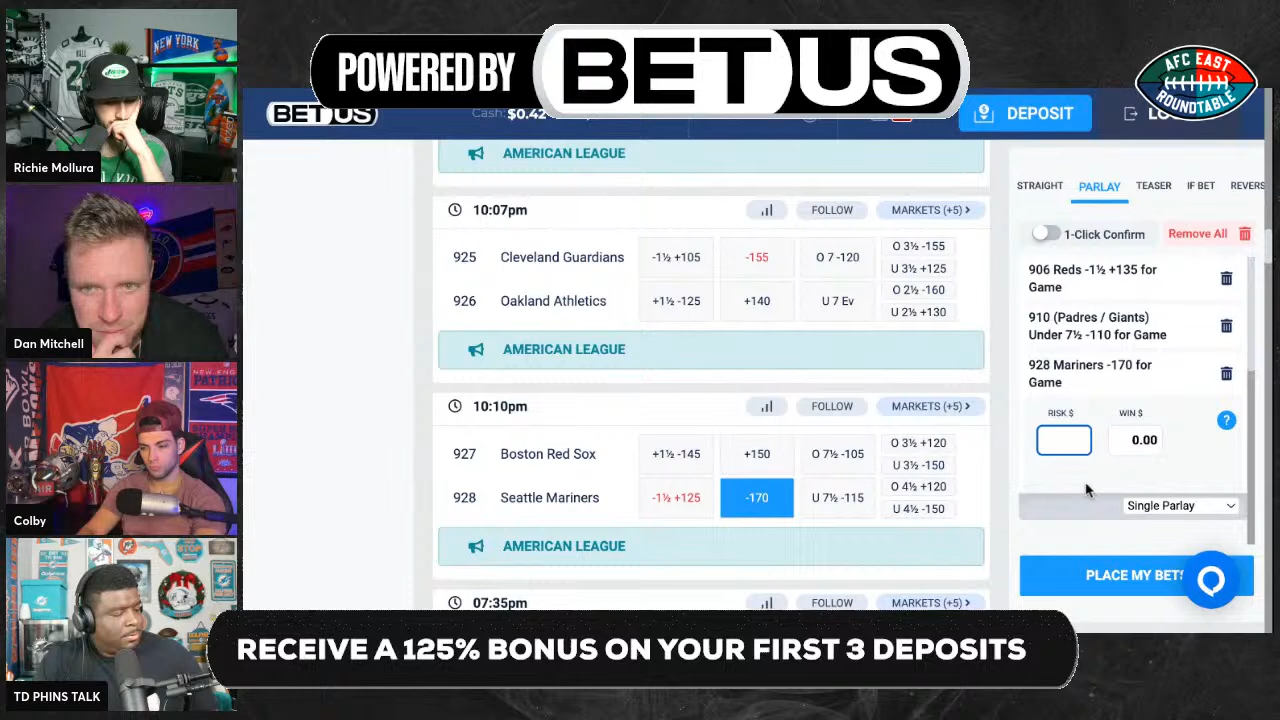 POWERED BY
BETUS
AFC EAST
ROUNDTABLE
BETUS
Cash: $0.42
DEPOSIT
AMERICAN LEAGUE
10:07pm
FOLLOW
MARKETS (+5)
925
Cleveland Guardians
-1½ +105
-155
O 7 -120
O 3½ -155
U 3½ +125
926
Oakland Athletics
+1½ -125
+140
U 7 Ev
O 2½ -160
U 2½ +130
AMERICAN LEAGUE
10:10pm
FOLLOW
MARKETS (+5)
927
Boston Red Sox
+1½ -145
+150
O 7½ -105
O 3½ +120
U 3½ -150
928
Seattle Mariners
-1½ +125
-170
U 7½ -115
O 4½ +120
U 4½ -150
AMERICAN LEAGUE
07:35pm
FOLLOW
MARKETS (+5)
STRAIGHT
PARLAY
TEASER
IF BET
REVERS
1-Click Confirm
Remove All
906 Reds -1½ +135 for
Game
910 (Padres / Giants)
Under 7½ -110 for Game
928 Mariners -170 for
Game
RISK $
WIN $
?
0.00
Single Parlay
PLACE MY BETS
NEW YORK
Richie Mollura
Dan Mitchell
Colby
TD PHINS TALK
RECEIVE A 125% BONUS ON YOUR FIRST 3 DEPOSITS